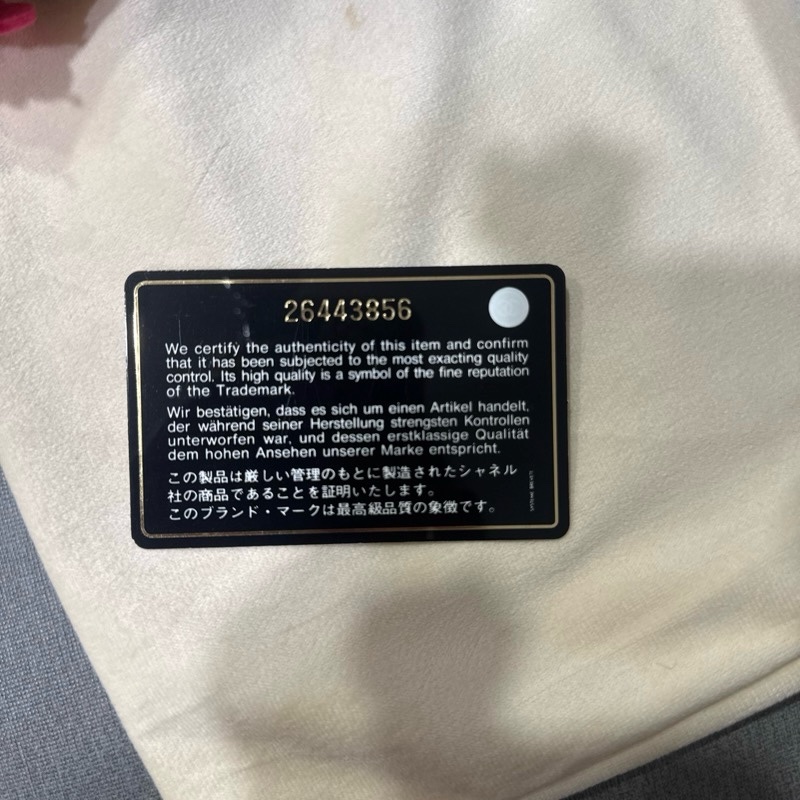 26443856
We certify the authenticity of this item and confirm
that it has been subjected to the most exacting quality
control. Its high quality is a symbol of the fine reputation
of the Trademark.
Wir bestätigen, dass es sich um einen Artikel handelt,
der während seiner Herstellung strengsten Kontrollen
unterworfen war, und dessen erstklassige Qualität
dem hohen Ansehen unserer Marke entspricht.
この製品は厳しい管理のもとに製造されたシャネル
社の商品であることを証明いたします。
このブランド・マークは最高級品質の象徴です。